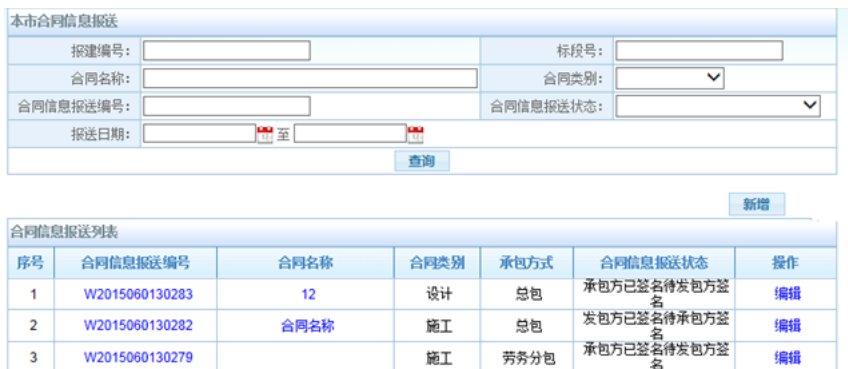 本市合同信息报送
报建编号: 标段号:
合同名称: 合同类别:
合同信息报送编号: 合同信息报送状态:
报送日期: 至
查询
新增
合同信息报送列表
序号 合同信息报送编号 合同名称 合同类别 承包方式 合同信息报送状态 操作
1 W2015060130283 12 设计 总包 承包方已签名待发包方签名 编辑
2 W2015060130282 合同名称 施工 总包 发包方已签名待承包方签名 编辑
3 W2015060130279 施工 劳务分包 承包方已签名待发包方签名 编辑